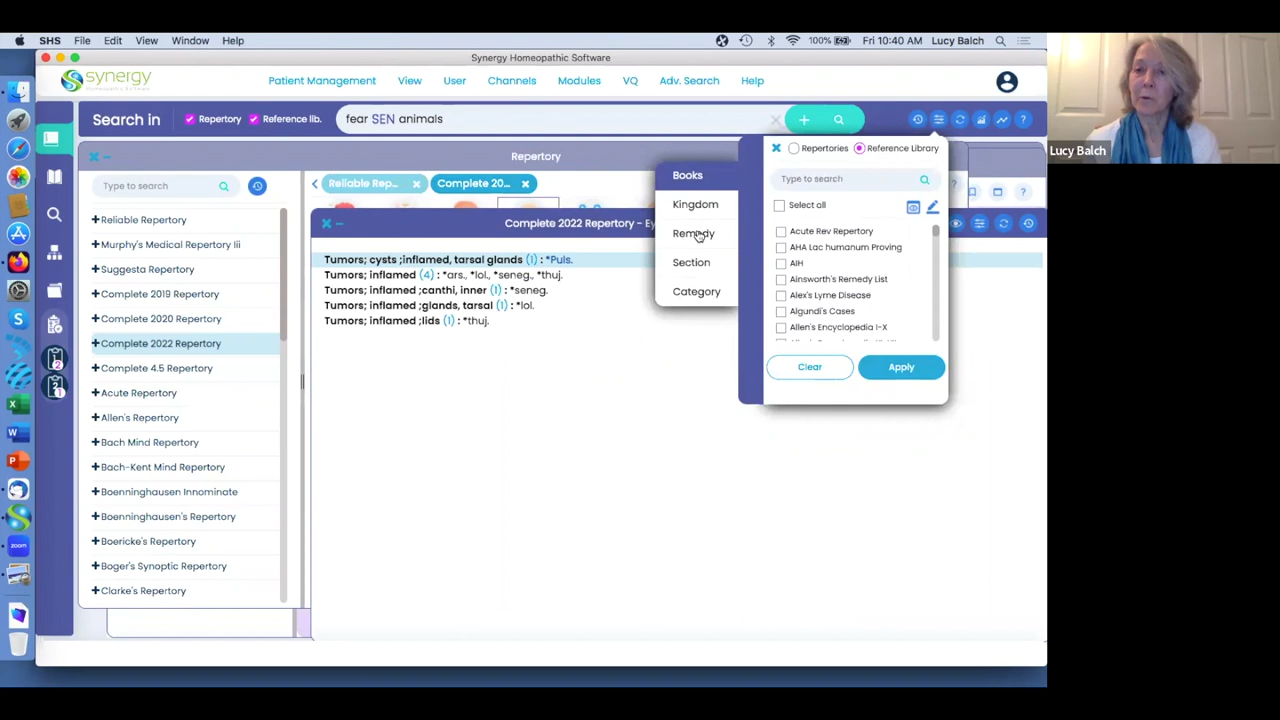 SHS File Edit View Window Help
100% Fri 10:40 AM Lucy Balch
Synergy Homeopathic Software
synergy
Homeopathic Software
Patient Management View User Channels Modules VQ Adv. Search Help
Search in Repertory Reference lib. fear SEN animals
Repertory
Type to search
Reliable Repertory
Murphy's Medical Repertory Iii
Suggesta Repertory
Complete 2019 Repertory
Complete 2020 Repertory
Complete 2022 Repertory
Complete 4.5 Repertory
Acute Repertory
Allen's Repertory
Bach Mind Repertory
Bach-Kent Mind Repertory
Boenninghausen Innominate
Boenninghausen's Repertory
Boericke's Repertory
Boger's Synoptic Repertory
Clarke's Repertory
Reliable Rep... Complete 20...
Complete 2022 Repertory - Ey
Tumors; cysts ;inflamed, tarsal glands (1) : *Puls.
Tumors; inflamed (4) : *ars., *lol., *seneg., *thuj.
Tumors; inflamed ;canthi, inner (1) : *seneg.
Tumors; inflamed ;glands, tarsal (1) : *lol.
Tumors; inflamed ;lids (1) : *thuj.
Books
Kingdom
Remedy
Section
Category
Repertories Reference Library
Type to search
Select all
Acute Rev Repertory
AHA Lac humanum Proving
AIH
Ainsworth's Remedy List
Alex's Lyme Disease
Algundi's Cases
Allen's Encyclopedia I-X
Clear Apply
Lucy Balch
zoom